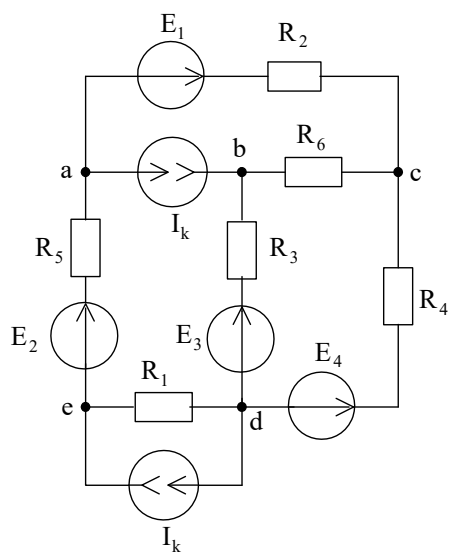 E₁ R₂
a b R₆ c
Iₖ
R₅ R₃
R₄
E₂ E₃ E₄
R₁
e d
Iₖ